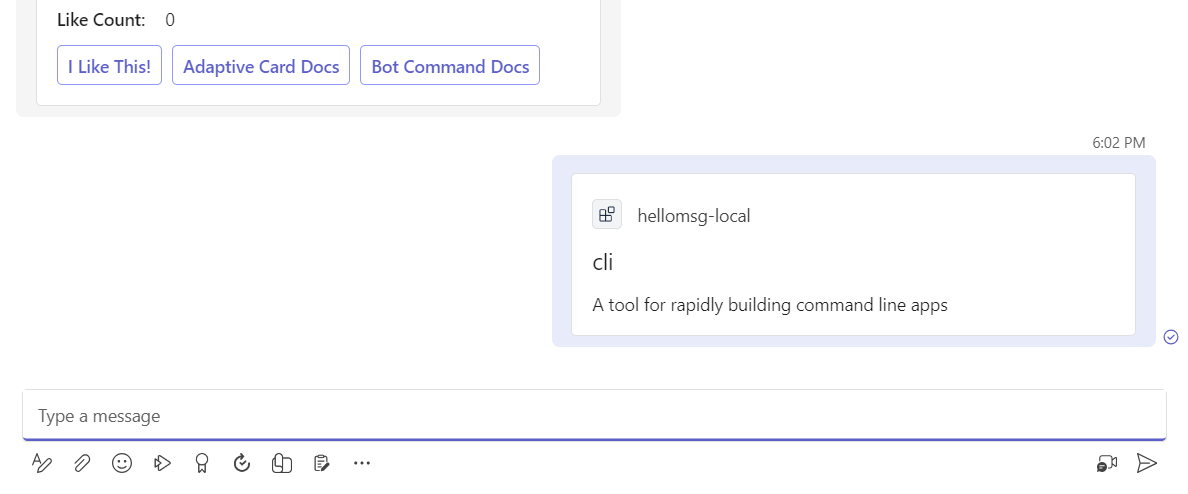 Like Count: 0
I Like This! Adaptive Card Docs Bot Command Docs
6:02 PM
hellomsg-local
cli
A tool for rapidly building command line apps
Type a message